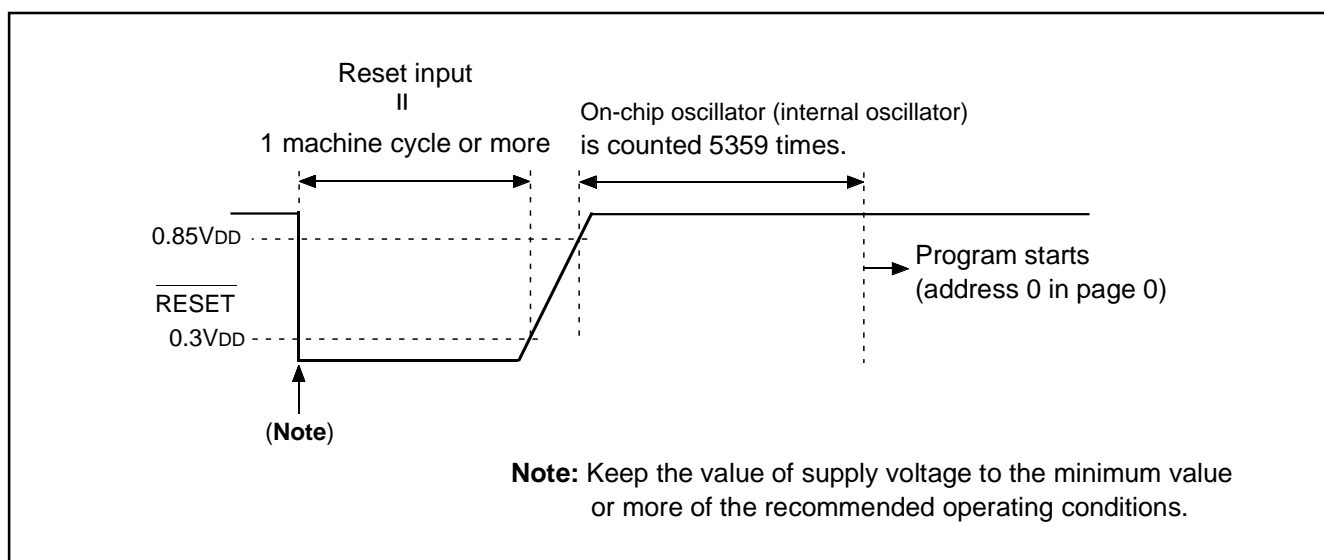 Reset input
=
1 machine cycle or more
On-chip oscillator (internal oscillator)
is counted 5359 times.
0.85VDD
RESET
0.3VDD
Program starts
(address 0 in page 0)
(Note)
Note: Keep the value of supply voltage to the minimum value
or more of the recommended operating conditions.